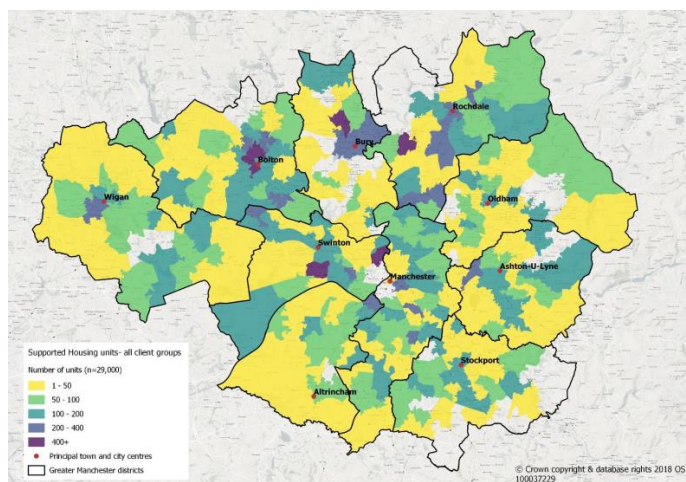 Rochdale
Bury
Bolton
Wigan
Oldham
Swinton
Ashton-U-Lyne
Manchester
Stockport
Altrincham
Supported Housing units- all client groups
Number of units (n=29,000)
1 - 50
50 - 100
100 - 200
200 - 400
400+
Principal town and city centres
Greater Manchester districts
© Crown copyright & database rights 2018 OS
100037229